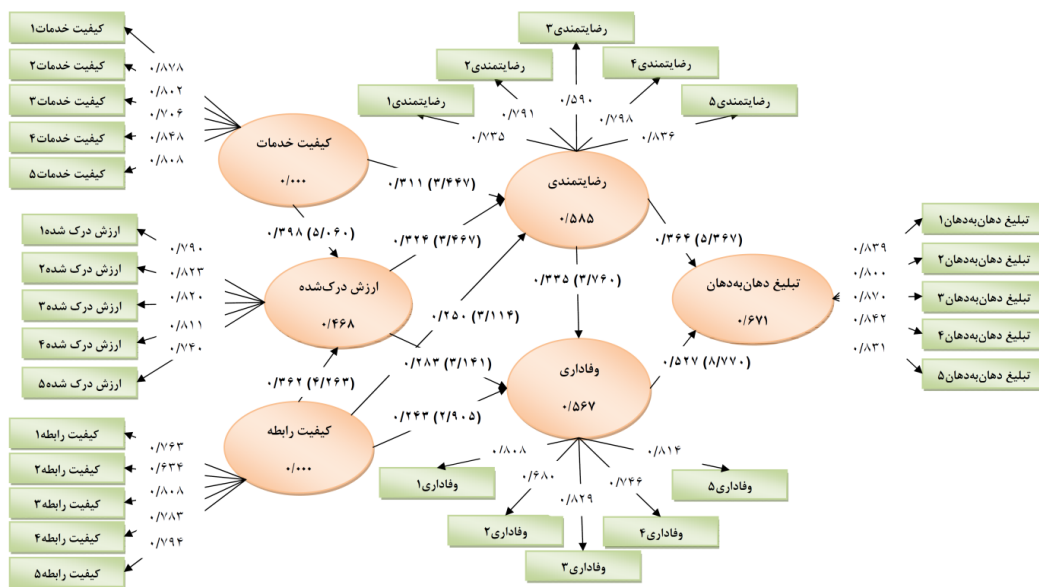 کیفیت خدمات۱
کیفیت خدمات۲
کیفیت خدمات۳
کیفیت خدمات۴
کیفیت خدمات۵
۰/۸۷۸
۰/۸۰۲
۰/۷۰۶
۰/۸۴۸
۰/۸۰۸
کیفیت خدمات
۰/۰۰۰
ارزش درک شده۱
ارزش درک شده۲
ارزش درک شده۳
ارزش درک شده۴
ارزش درک شده۵
۰/۷۹۰
۰/۸۲۳
۰/۸۲۰
۰/۸۱۱
۰/۷۴۰
ارزش درک‌شده
۰/۴۶۸
کیفیت رابطه۱
کیفیت رابطه۲
کیفیت رابطه۳
کیفیت رابطه۴
کیفیت رابطه۵
۰/۷۶۳
۰/۶۳۴
۰/۸۰۸
۰/۷۸۳
۰/۷۹۴
کیفیت رابطه
۰/۰۰۰
رضایتمندی۱
رضایتمندی۲
رضایتمندی۳
رضایتمندی۴
رضایتمندی۵
۰/۷۳۵
۰/۷۹۱
۰/۵۹۰
۰/۷۹۸
۰/۸۳۶
رضایتمندی
۰/۵۸۵
۰/۳۱۱ (۳/۴۴۷)
۰/۳۹۸ (۵/۰۶۰)
۰/۳۲۴ (۳/۴۶۷)
۰/۲۵۰ (۳/۱۱۴)
۰/۲۸۳ (۳/۱۴۱)
۰/۳۶۲ (۴/۲۶۳)
۰/۲۴۳ (۲/۹۰۵)
۰/۳۳۵ (۳/۷۶۰)
۰/۳۶۴ (۵/۳۶۷)
۰/۵۲۷ (۸/۷۷۰)
وفاداری
۰/۵۶۷
۰/۸۰۸
۰/۶۸۰
۰/۸۲۹
۰/۷۴۶
۰/۸۱۴
وفاداری۱
وفاداری۲
وفاداری۳
وفاداری۴
وفاداری۵
تبلیغ دهان‌به‌دهان
۰/۶۷۱
۰/۸۳۹
۰/۸۰۰
۰/۸۷۰
۰/۸۴۲
۰/۸۳۱
تبلیغ دهان‌به‌دهان۱
تبلیغ دهان‌به‌دهان۲
تبلیغ دهان‌به‌دهان۳
تبلیغ دهان‌به‌دهان۴
تبلیغ دهان‌به‌دهان۵